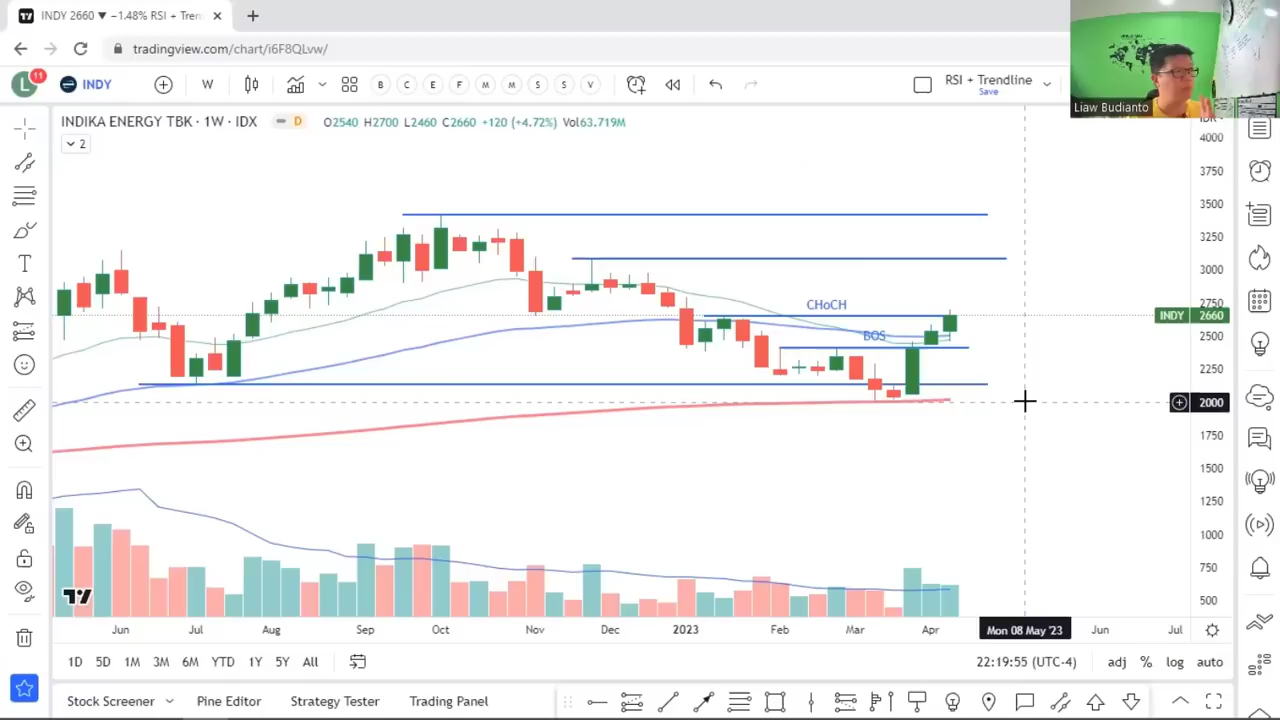 INDY 2660 ▼ −1.48% RSI + Tren
tradingview.com/chart/i6F8QLvw/
L 11 INDY W B C E F M M S S V RSI + Trendline
Save
Liaw Budianto
INDIKA ENERGY TBK · 1W · IDX D O2540 L2460 C2660 Vol63.719M
2
4000
3750
3500
3250
3000
2750
CHoCH
INDY 2660
BOS
2500
2250
2000
1750
1500
1250
1000
750
500
Jun Jul Aug Sep Oct Nov Dec 2023 Feb Mar Apr Mon 08 May '23 Jun Jul
1D 5D 1M 3M 6M YTD 1Y 5Y All 22:19:55 (UTC-4) adj % log auto
Stock Screener Pine Editor Strategy Tester Trading Panel